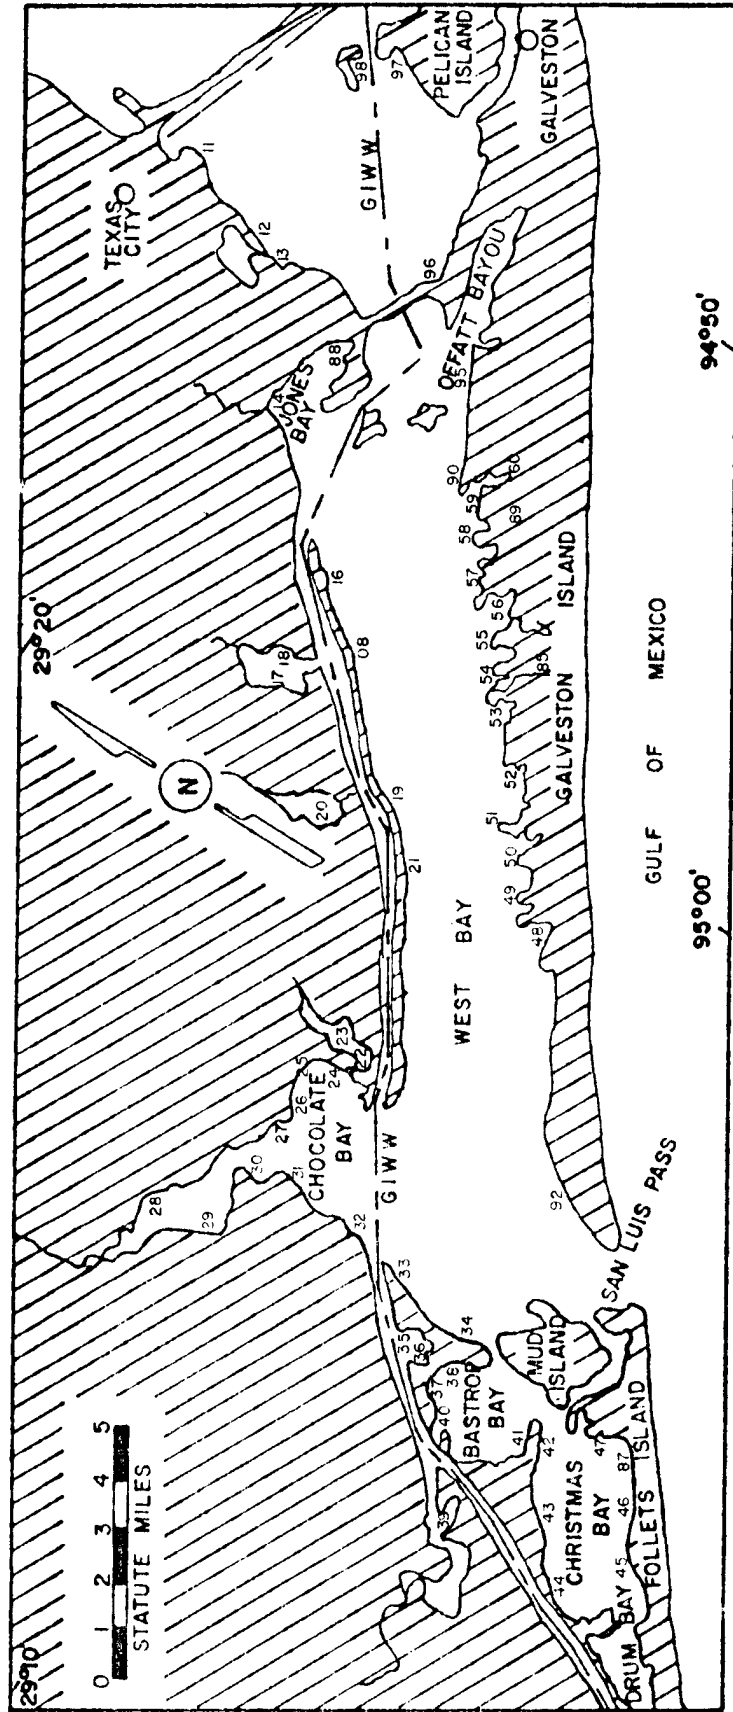 29°10'
29°20'
0 1 2 3 4 5
STATUTE MILES
N
TEXAS
CITY
11
12
13
14
JONES
BAY
88
GIWW
98
97
PELICAN
ISLAND
GALVESTON
96
OFFATT BAYOU
95
90
60
59
89
58
57
56
55
X
54
85
53
52
51
50
49
48
GALVESTON ISLAND
16
08
18
17
19
20
21
WEST BAY
23
22
24
25
26
27
CHOCOLATE
BAY
28
29
30
31
32
GIWW
92
SAN LUIS PASS
33
34
35
36
37
38
40
BASTROP
BAY
39
41
42
MUD
ISLAND
43
44
CHRISTMAS
BAY
47
87
46
45
FOLLETS ISLAND
DRUM BAY
GULF OF MEXICO
95°00'
94°50'